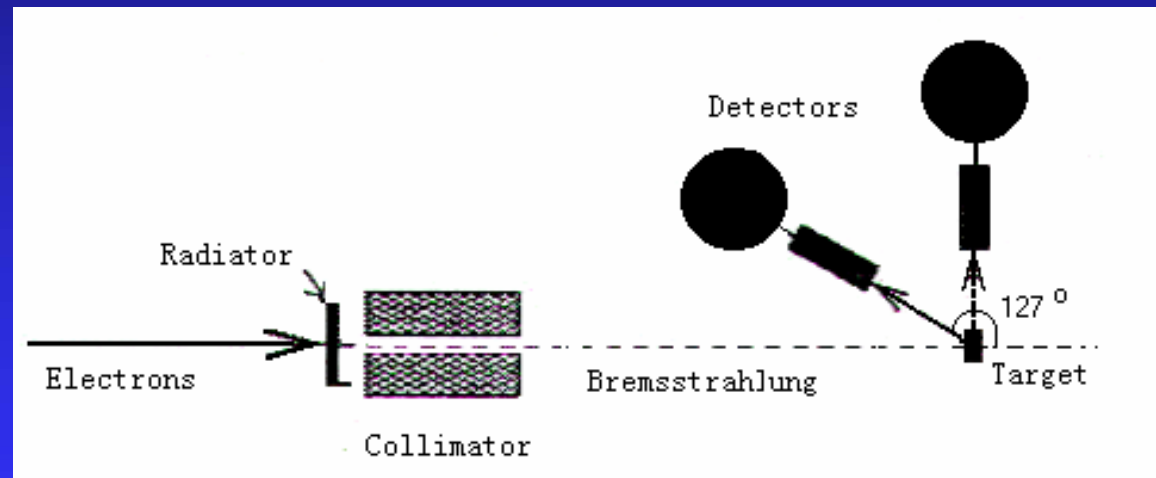 Detectors
Radiator
127 °
Electrons
Bremsstrahlung
Target
Collimator